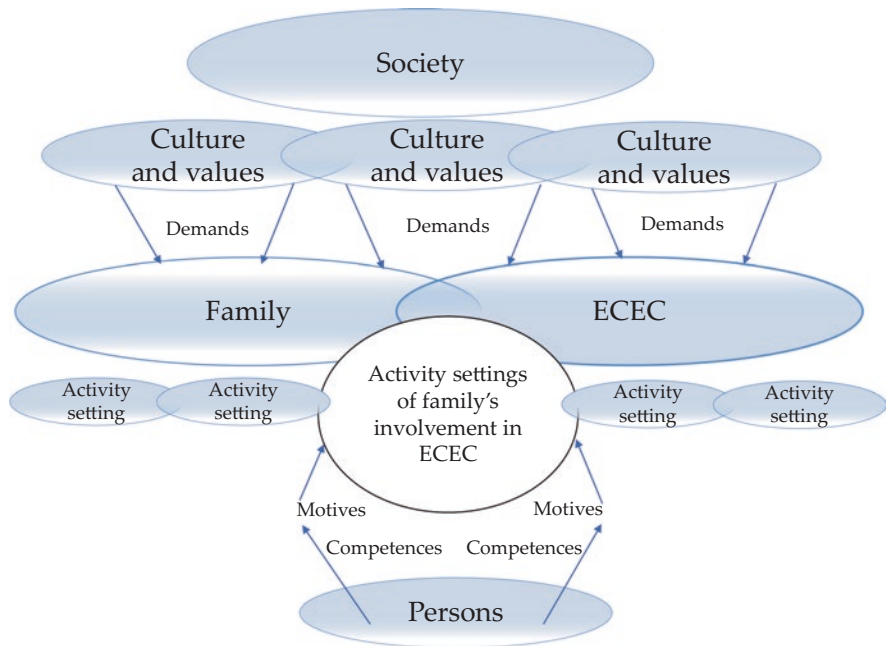 Society
Culture
and values
Culture
and values
Culture
and values
Demands
Demands
Demands
Family
ECEC
Activity
setting
Activity
setting
Activity settings
of family’s
involvement in
ECEC
Activity
setting
Activity
setting
Motives
Motives
Competences
Competences
Persons